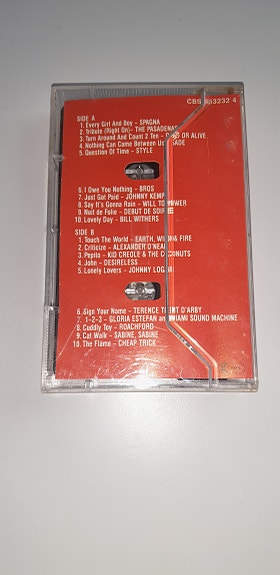 CBS 463232 4
SIDE A
1. Every Girl And Boy – SPAGNA
2. Tribute (Right On) – THE PASADENAS
3. Turn Around And Count 2 Ten – DEAD OR ALIVE
4. Nothing Can Come Between Us – SADE
5. Question Of Time – STYLE
6. I Owe You Nothing – BROS
7. Just Got Paid – JOHNNY KEMP
8. Say It's Gonna Rain – WILL TO POWER
9. Nuit de Folie – DEBUT DE SOIREE
10. Lovely Day – BILL WITHERS
SIDE B
1. Touch The World – EARTH, WIND & FIRE
2. Criticize – ALEXANDER O'NEAL
3. Pepito – KID CREOLE & THE COCONUTS
4. John – DESIRELESS
5. Lonely Lovers – JOHNNY LOGAN
6. Sign Your Name – TERENCE TRENT D'ARBY
7. 1-2-3 – GLORIA ESTEFAN and MIAMI SOUND MACHINE
8. Cuddly Toy – ROACHFORD
9. Cat Walk – SABINE, SABINE
10. The Flame – CHEAP TRICK